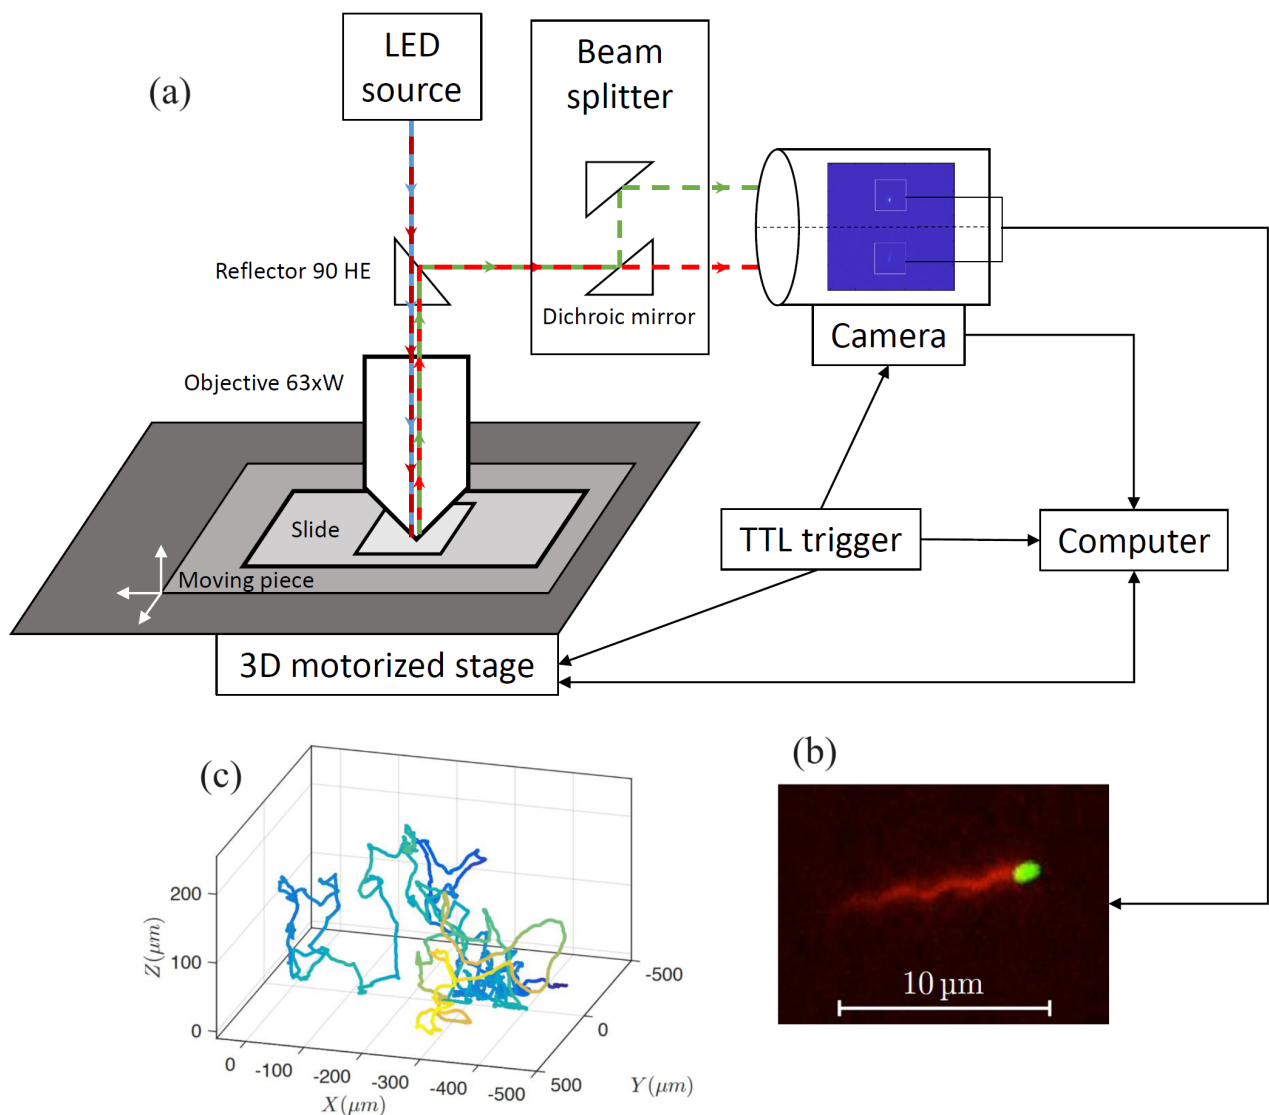 (a)
LED
source
Beam
splitter
Reflector 90 HE
Dichroic mirror
Camera
Objective 63xW
Slide
Moving piece
TTL trigger
Computer
3D motorized stage
(b)
10 μm
(c)
200
100
0
Z(μm)
0
-100
-200
-300
-400
-500
X(μm)
500
0
-500
Y(μm)